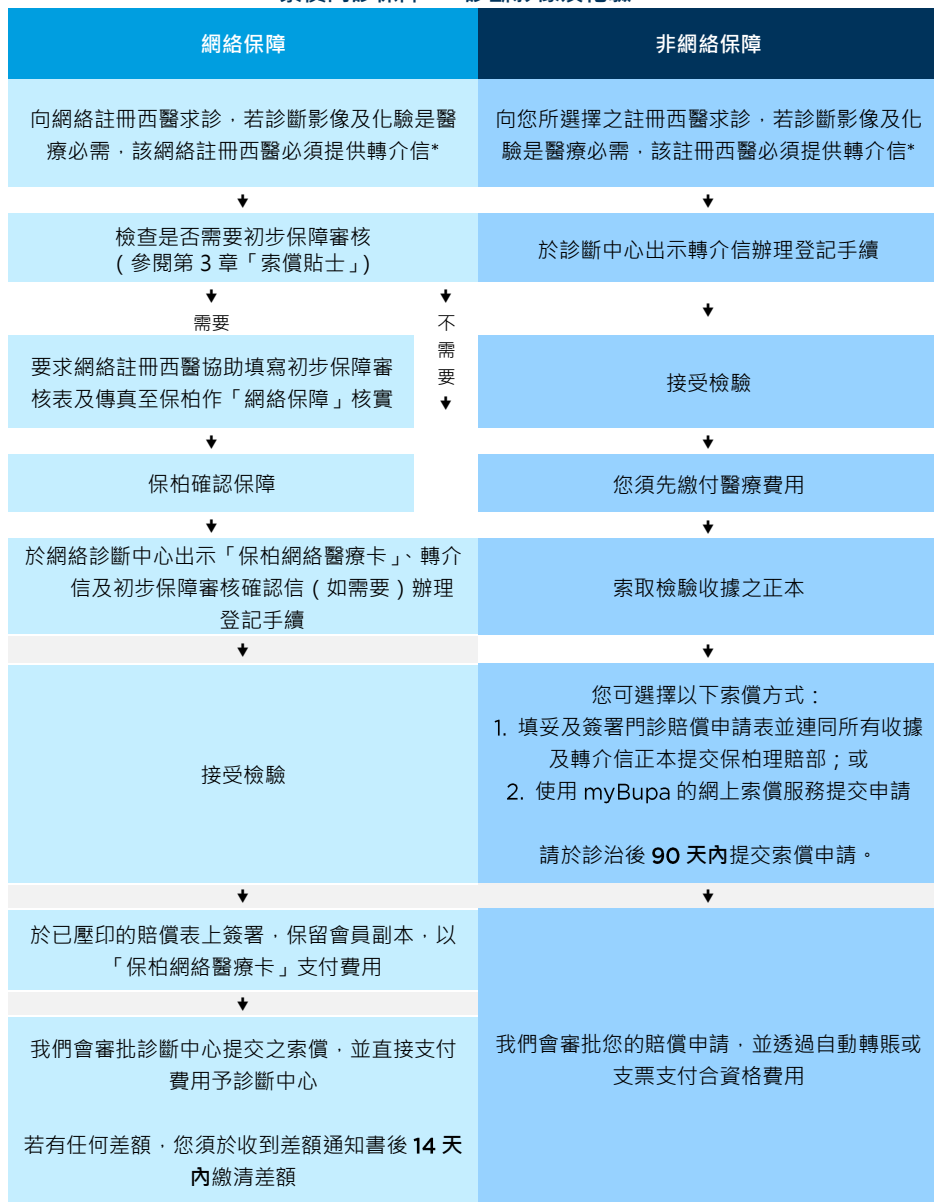 網絡保障
向網絡註冊西醫求診，若診斷影像及化驗是醫
療必需，該網絡註冊西醫必須提供轉介信*
檢查是否需要初步保障審核
(參閱第 3 章「索償貼士」)
需要
不
需
要
要求網絡註冊西醫協助填寫初步保障審
核表及傳真至保柏作「網絡保障」核實
保柏確認保障
於網絡診斷中心出示「保柏網絡醫療卡」、轉介
信及初步保障審核確認信（如需要）辦理
登記手續
接受檢驗
於已壓印的賠償表上簽署，保留會員副本，以
「保柏網絡醫療卡」支付費用
我們會審批診斷中心提交之索償，並直接支付
費用予診斷中心
若有任何差額，您須於收到差額通知書後 14 天
內繳清差額
非網絡保障
向您所選擇之註冊西醫求診，若診斷影像及化
驗是醫療必需，該註冊西醫必須提供轉介信*
於診斷中心出示轉介信辦理登記手續
接受檢驗
您須先繳付醫療費用
索取檢驗收據之正本
您可選擇以下索償方式：
1. 填妥及簽署門診賠償申請表並連同所有收據
及轉介信正本提交保柏理賠部；或
2. 使用 myBupa 的網上索償服務提交申請
請於診治後 90 天內提交索償申請。
我們會審批您的賠償申請，並透過自動轉賬或
支票支付合資格費用